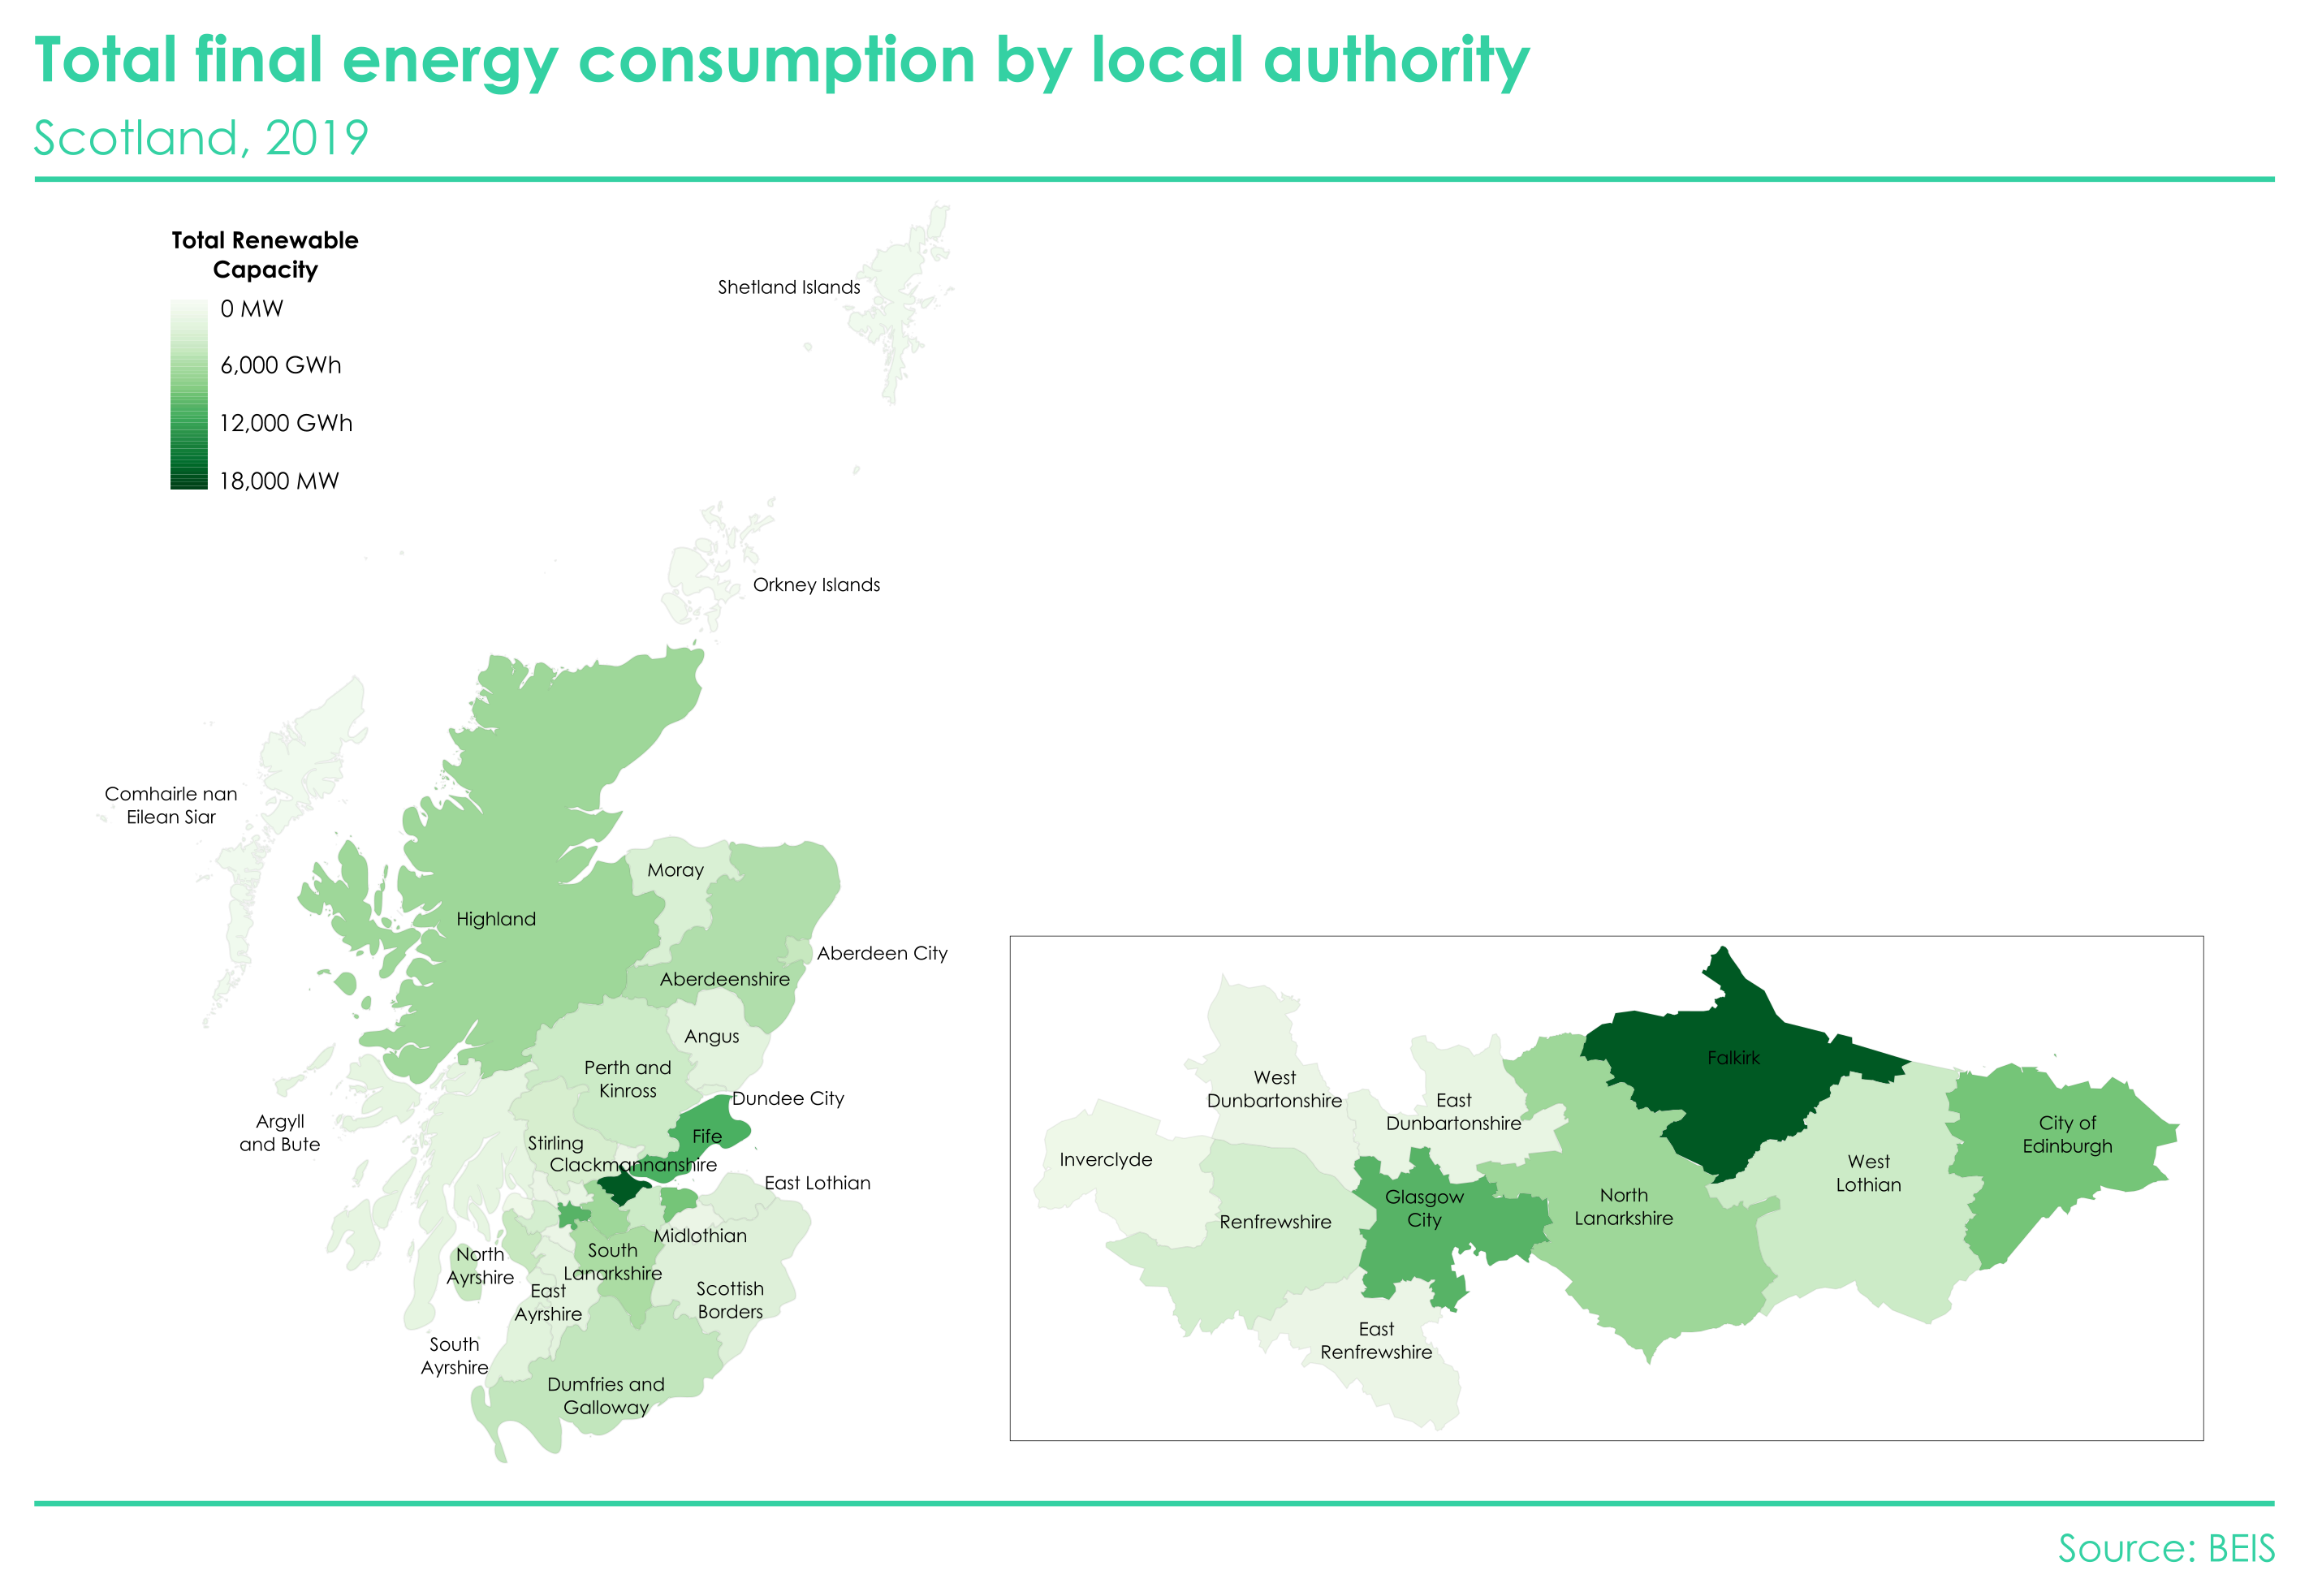 Total final energy consumption by local authority
Scotland, 2019
Total Renewable
Capacity
0 MW
6,000 GWh
12,000 GWh
18,000 MW
Shetland Islands
Orkney Islands
Comhairle nan
Eilean Siar
Moray
Highland
Aberdeen City
Aberdeenshire
Angus
Perth and
Kinross
Dundee City
Argyll
and Bute
Fife
Stirling
Clackmannanshire
East Lothian
Midlothian
North
Ayrshire
South
Lanarkshire
East
Ayrshire
Scottish
Borders
South
Ayrshire
Dumfries and
Galloway
Falkirk
West
Dunbartonshire
East
Dunbartonshire
City of
Edinburgh
Inverclyde
West
Lothian
Glasgow
City
North
Lanarkshire
Renfrewshire
East
Renfrewshire
Source: BEIS